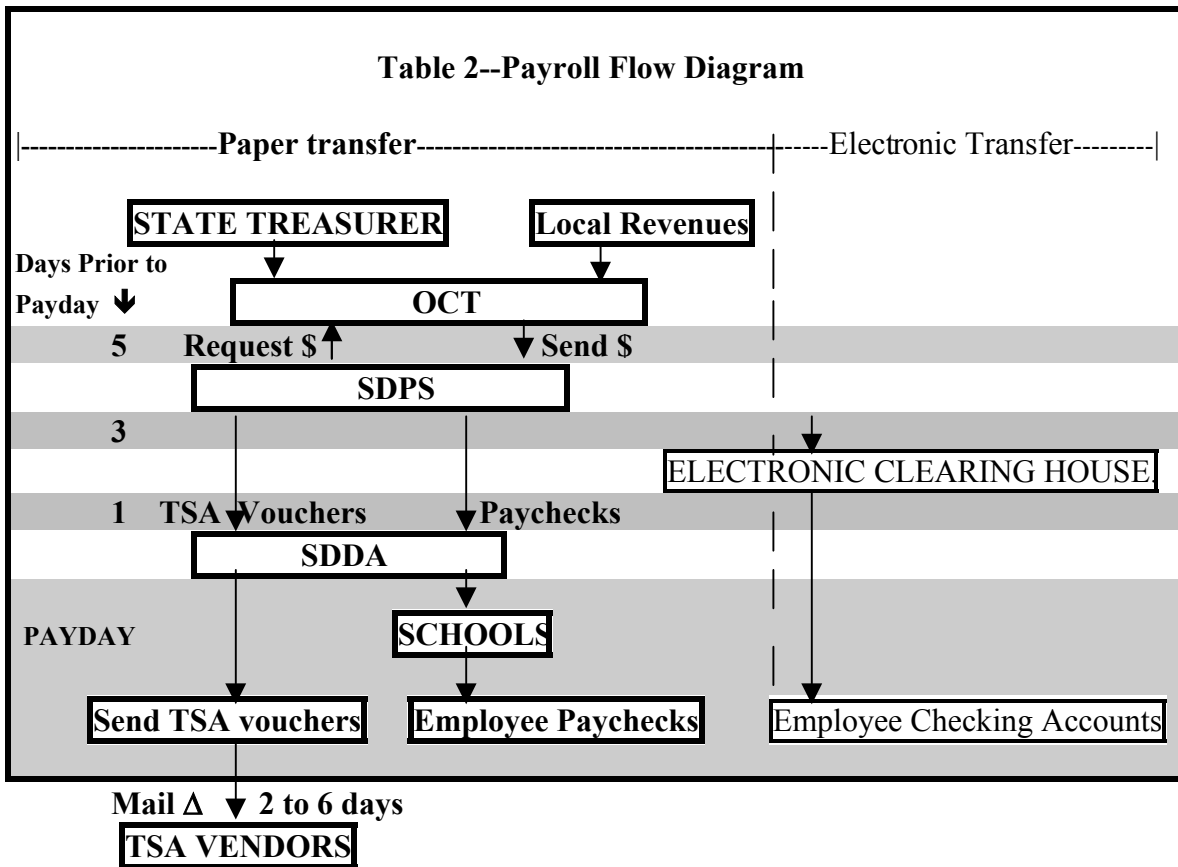 Table 2--Payroll Flow Diagram
|----------------------Paper transfer----------------------------------------+------Electronic Transfer---------|
STATE TREASURER Local Revenues
Days Prior to
Payday 🡻 OCT
5 Request $ Send $
SDPS
3
ELECTRONIC CLEARING HOUSE.
1 TSA Vouchers Paychecks
SDDA
PAYDAY SCHOOLS
Send TSA vouchers Employee Paychecks Employee Checking Accounts
Mail Δ 2 to 6 days
TSA VENDORS